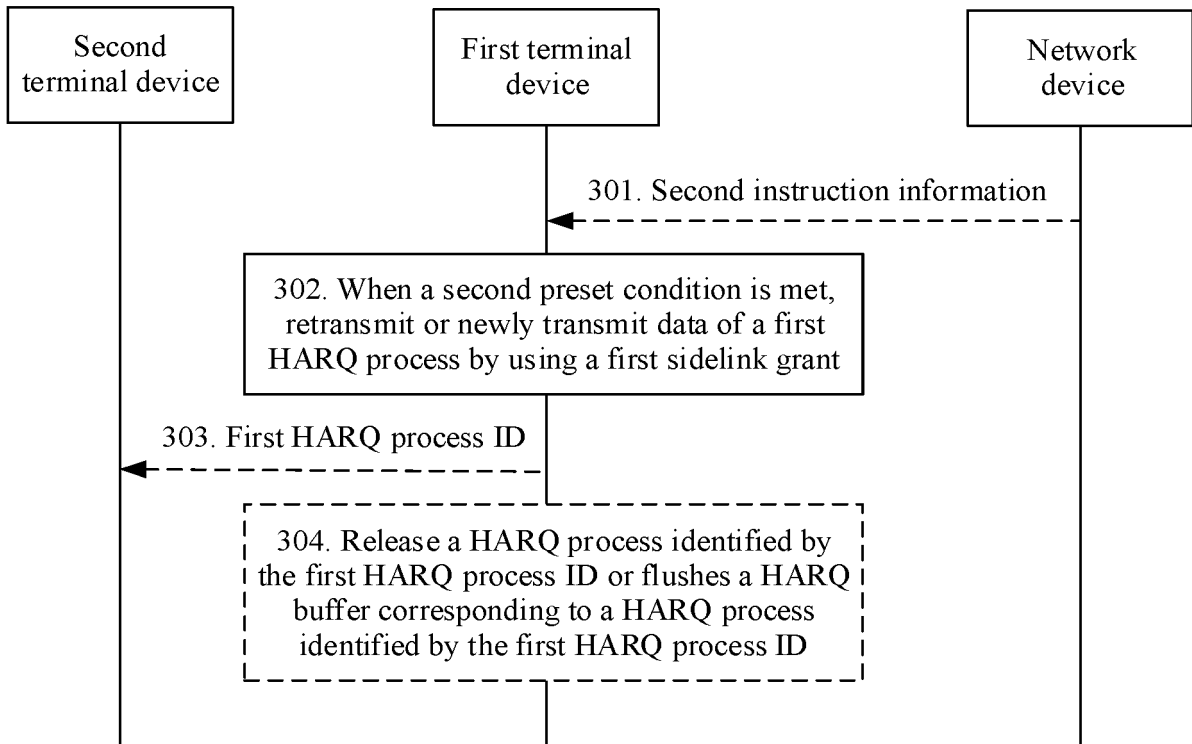 Second
terminal device
First terminal
device
Network
device
301. Second instruction information
302. When a second preset condition is met,
retransmit or newly transmit data of a first
HARQ process by using a first sidelink grant
303. First HARQ process ID
304. Release a HARQ process identified by
the first HARQ process ID or flushes a HARQ
buffer corresponding to a HARQ process
identified by the first HARQ process ID